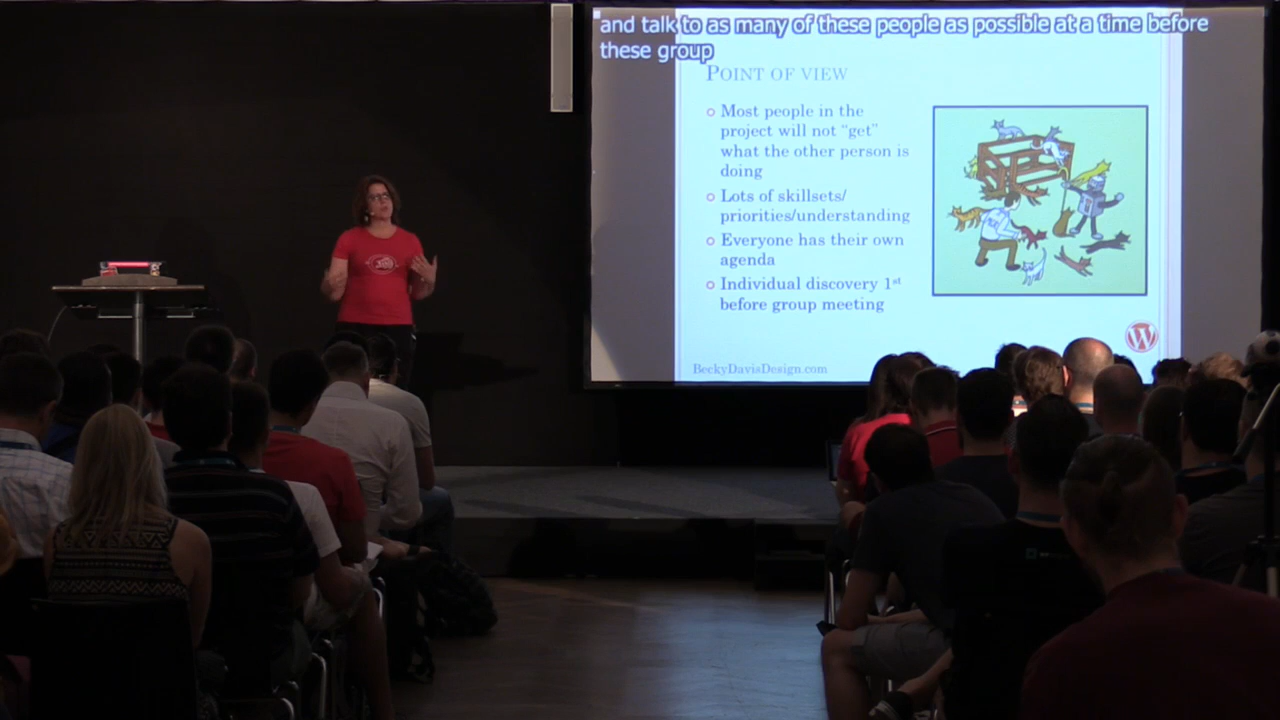 and talk to as many of these people as possible at a time before
these group
POINT OF VIEW
Most people in the
project will not “get”
what the other person is
doing
Lots of skillsets/
priorities/understanding
Everyone has their own
agenda
Individual discovery 1st
before group meeting
W
BeckyDavisDesign.com